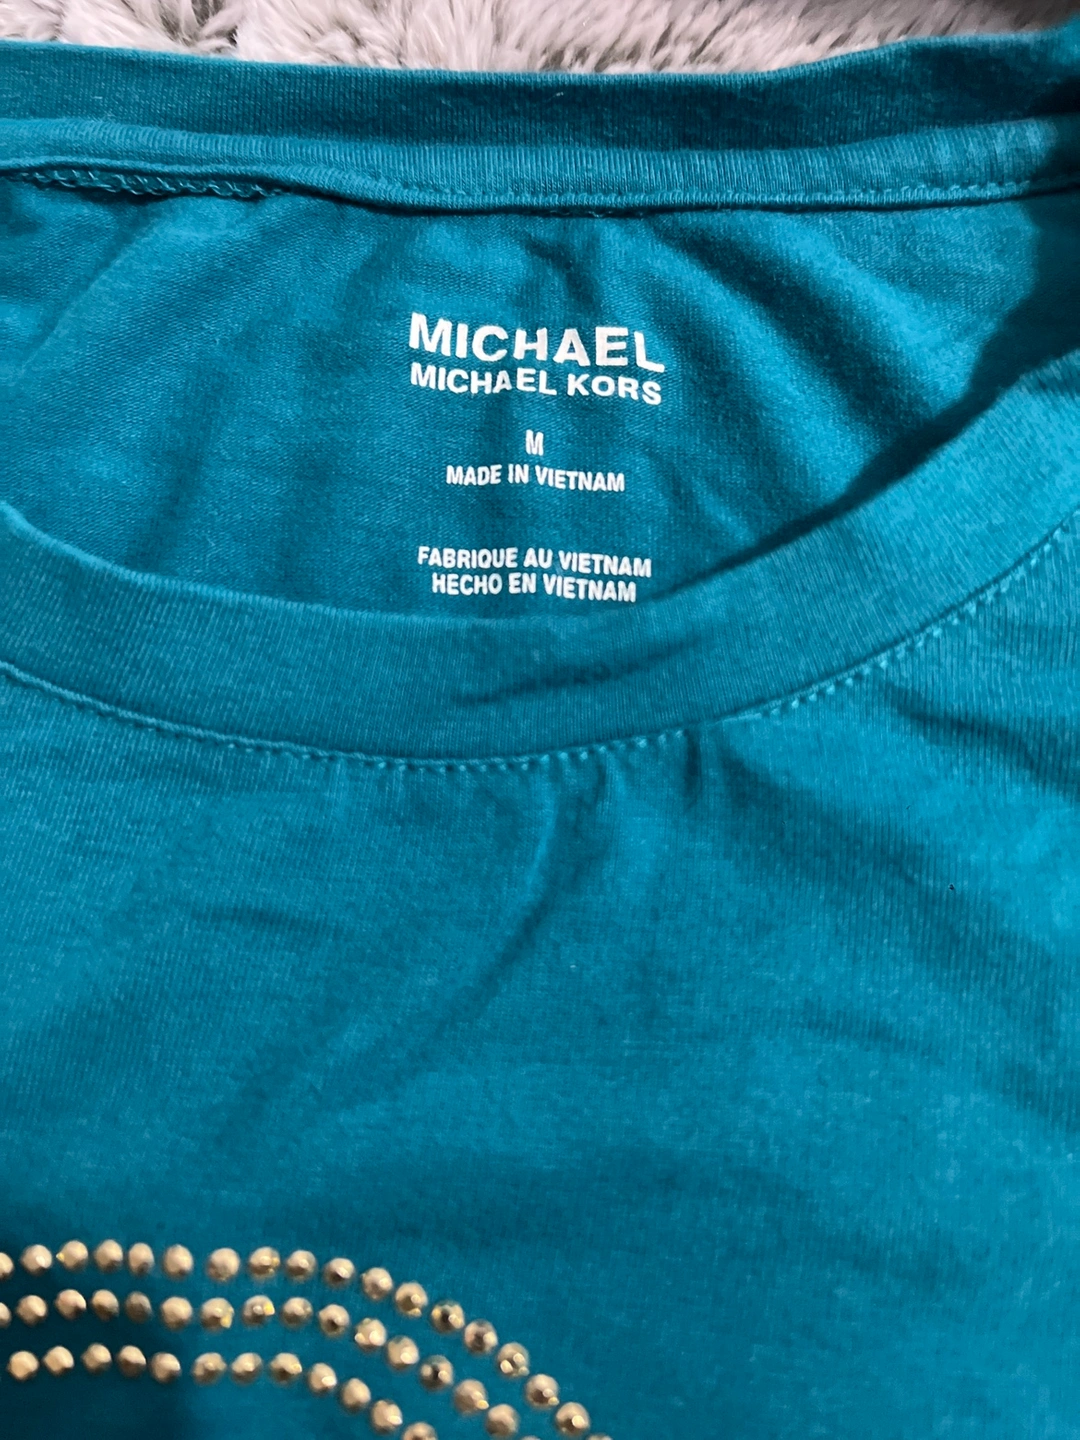 MICHAEL
MICHAEL KORS
M
MADE IN VIETNAM
FABRIQUE AU VIETNAM
HECHO EN VIETNAM